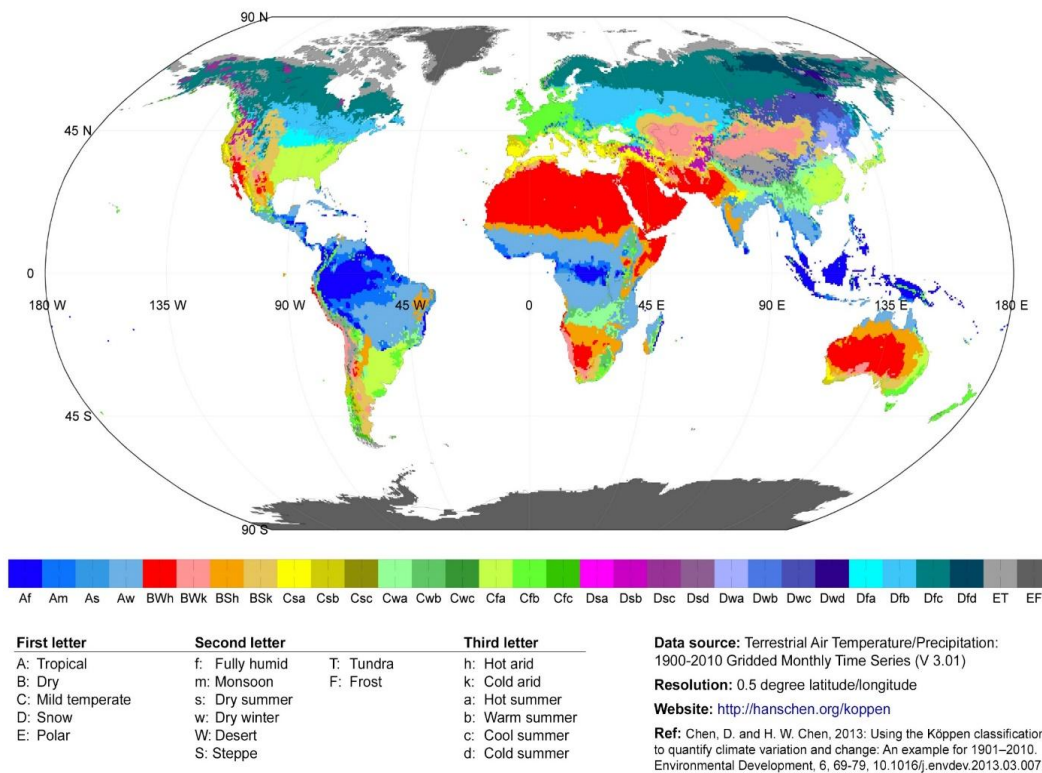 90 N
45 N
0
180 W 135 W 90 W 45 W 0 45 E 90 E 135 E 180 E
45 S
90 S
Af Am As Aw BWh BWk BSh BSk Csa Csb Csc Cwa Cwb Cwc Cfa Cfb Cfc Dsa Dsb Dsc Dsd Dwa Dwb Dwc Dwd Dfa Dfb Dfc Dfd ET EF
First letter
A: Tropical
B: Dry
C: Mild temperate
D: Snow
E: Polar
Second letter
f: Fully humid
m: Monsoon
s: Dry summer
w: Dry winter
W: Desert
S: Steppe
T: Tundra
F: Frost
Third letter
h: Hot arid
k: Cold arid
a: Hot summer
b: Warm summer
c: Cool summer
d: Cold summer
Data source: Terrestrial Air Temperature/Precipitation:
1900-2010 Gridded Monthly Time Series (V 3.01)
Resolution: 0.5 degree latitude/longitude
Website: http://hanschen.org/koppen
Ref: Chen, D. and H. W. Chen, 2013: Using the Köppen classification
to quantify climate variation and change: An example for 1901–2010.
Environmental Development, 6, 69-79, 10.1016/j.envdev.2013.03.007